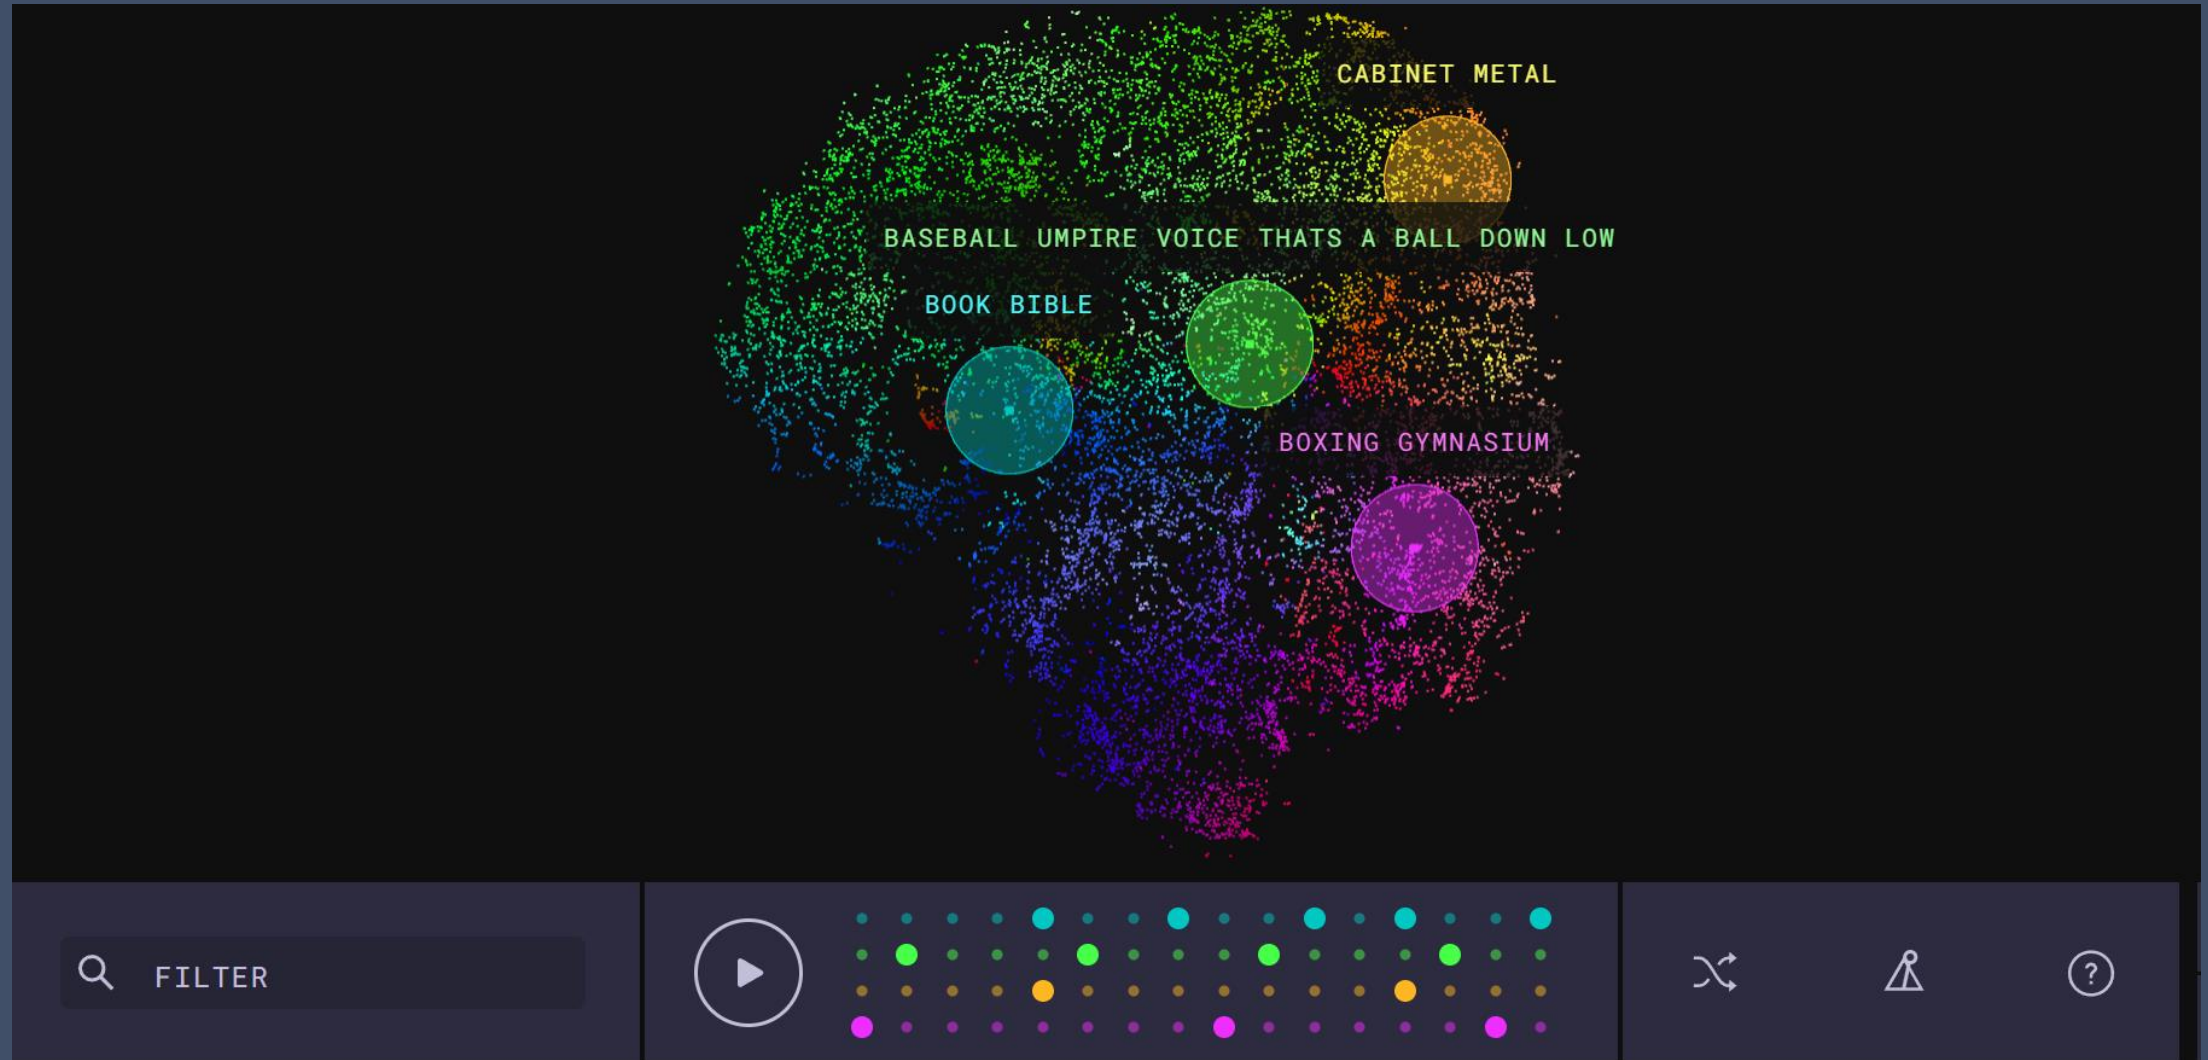 CABINET METAL
BASEBALL UMPIRE VOICE THATS A BALL DOWN LOW
BOOK BIBLE
BOXING GYMNASIUM
FILTER
?